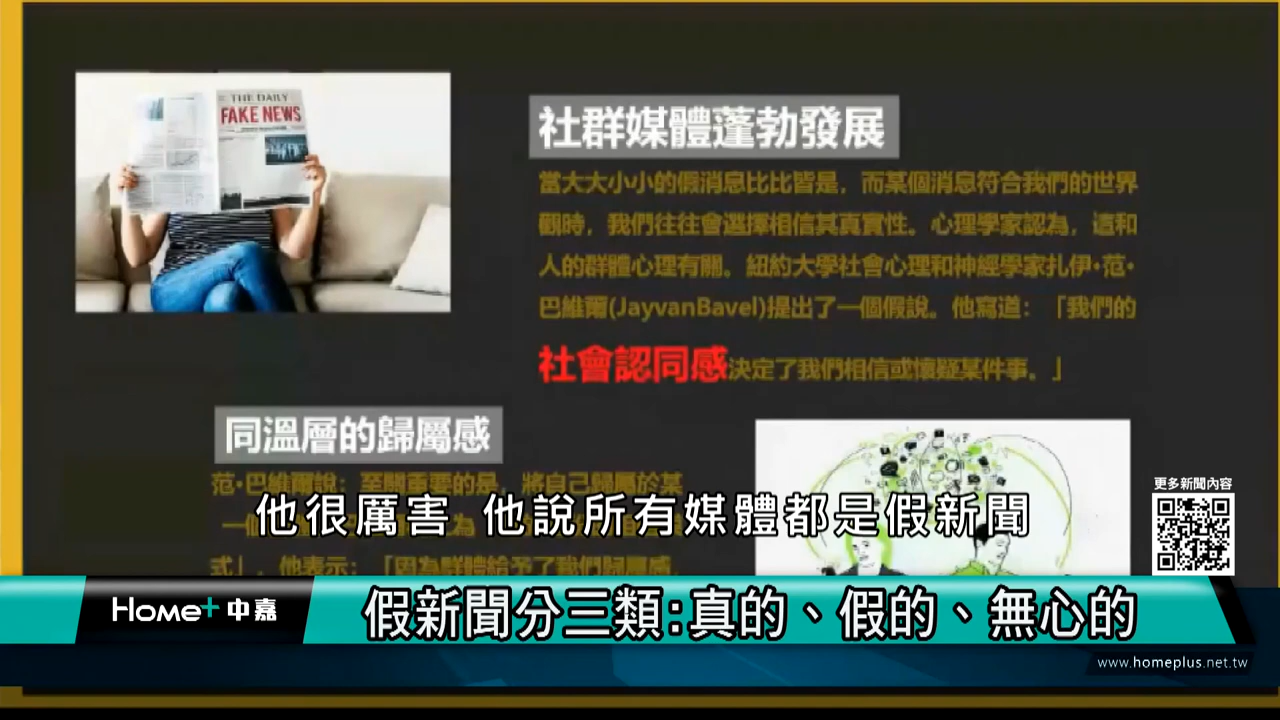 THE DAILY
FAKE NEWS
社群媒體蓬勃發展
當大大小小的假消息比比皆是，而某個消息符合我們的世界
觀時，我們往往會選擇相信其真實性。心理學家認為，這和
人的群體心理有關。紐約大學社會心理和神經學家扎伊•范•
巴維爾(JayvanBavel)提出了一個假說。他寫道：「我們的
社會認同感決定了我們相信或懷疑某件事。」
同溫層的歸屬感
范•巴維爾說：至關重要的是，將自己歸屬於某
一個
為
式」，他表示：「因為群體給予了我們歸屬感，
更多新聞內容
他很厲害 他說所有媒體都是假新聞
Home+中嘉
假新聞分三類:真的、假的、無心的
www.homeplus.net.tw